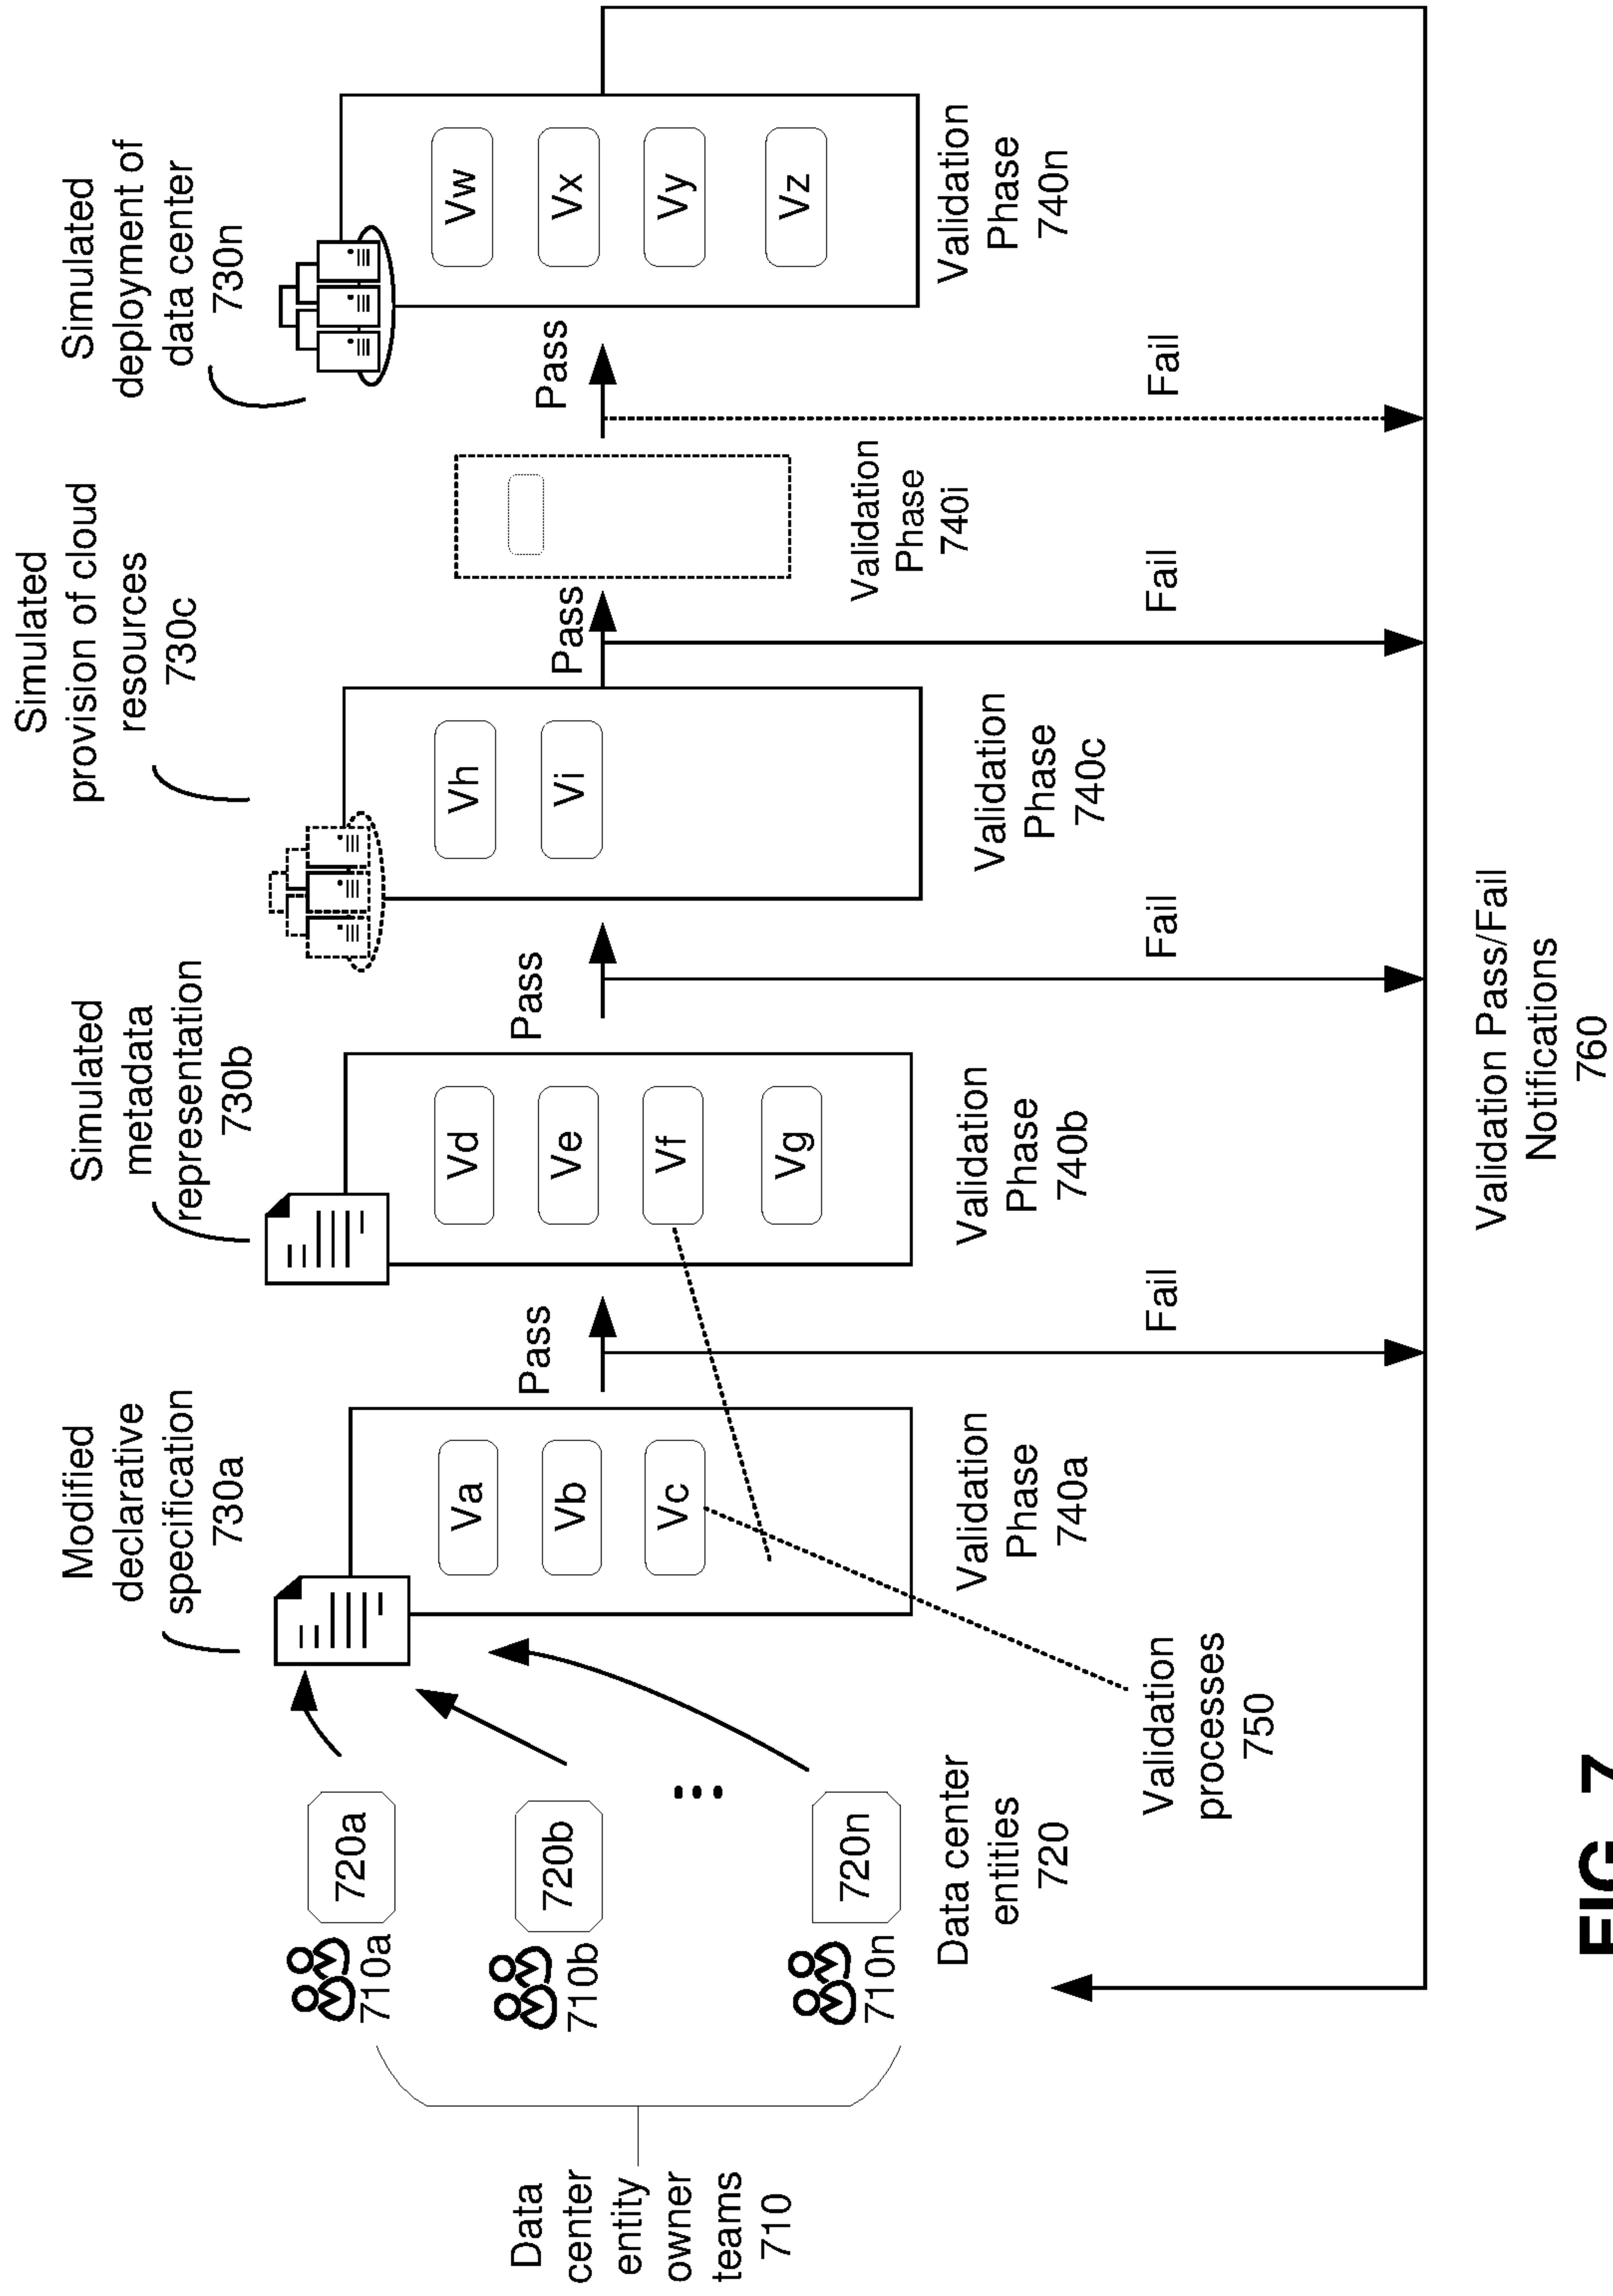 Data
center
entity
owner
teams
710
710a
720a
710b
720b
710n
720n
Data center
entities
720
Modified
declarative
specification
730a
Va
Vb
Vc
Validation
Phase
740a
Validation
processes
750
Pass
Fail
Simulated
metadata
representation
730b
Vd
Ve
Vf
Vg
Validation
Phase
740b
Pass
Fail
Simulated
provision of cloud
resources
730c
Vh
Vi
Validation
Phase
740c
Pass
Fail
Validation
Phase
740i
Pass
Fail
Simulated
deployment of
data center
730n
Vw
Vx
Vy
Vz
Validation
Phase
740n
Validation Pass/Fail
Notifications
760
FIG. 7